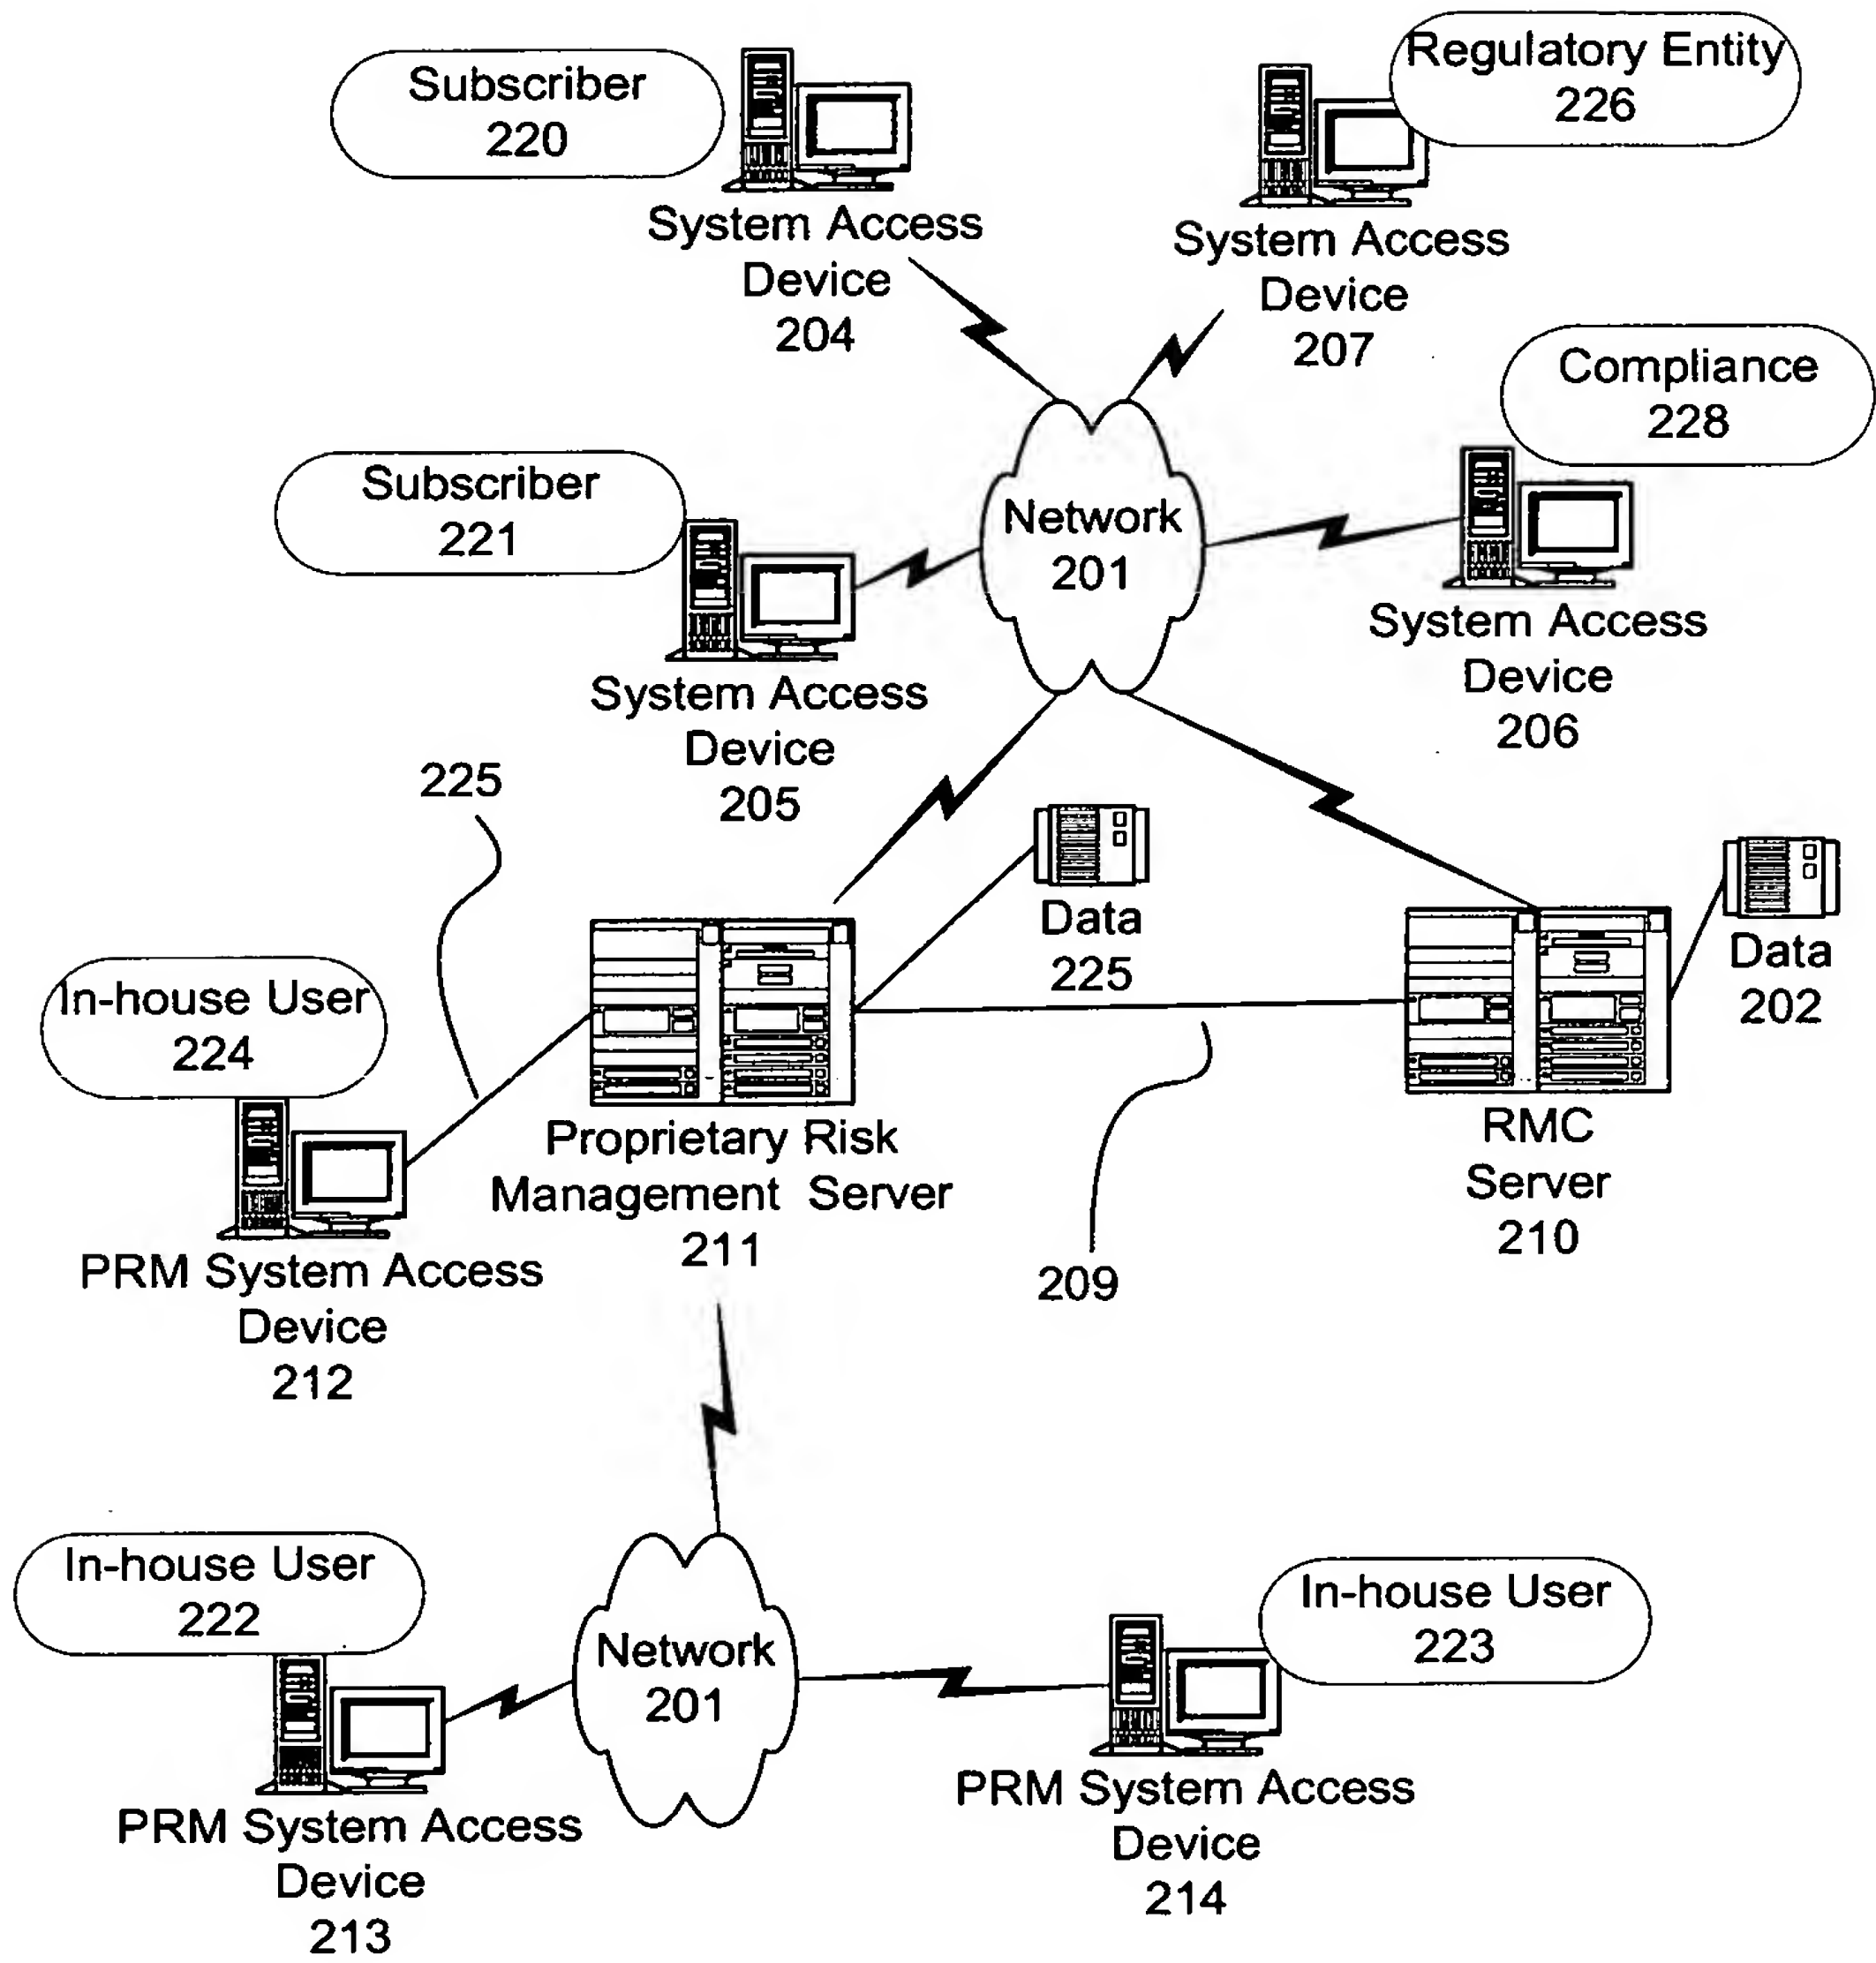 Subscriber
220
Regulatory Entity
226
System Access
Device
204
System Access
Device
207
Compliance
228
Subscriber
221
Network
201
System Access
Device
206
System Access
Device
205
225
Data
225
Data
202
In-house User
224
Proprietary Risk
Management Server
211
RMC
Server
210
209
PRM System Access
Device
212
In-house User
222
Network
201
In-house User
223
PRM System Access
Device
213
PRM System Access
Device
214